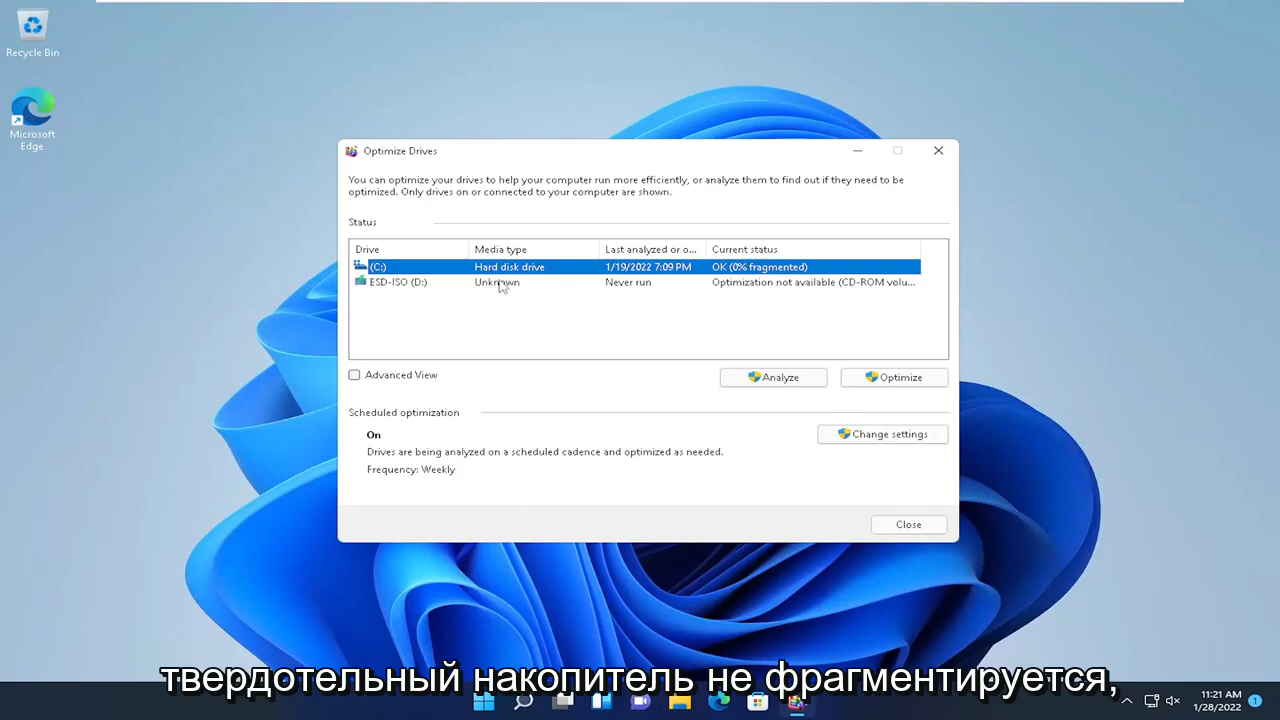 Recycle Bin
Microsoft
Edge
Optimize Drives
You can optimize your drives to help your computer run more efficiently, or analyze them to find out if they need to be
optimized. Only drives on or connected to your computer are shown.
Status
Drive Media type Last analyzed or o... Current status
(C:) Hard disk drive 1/19/2022 7:09 PM OK (0% fragmented)
ESD-ISO (D:) Unknown Never run Optimization not available (CD-ROM volu...
Advanced View
Analyze
Optimize
Scheduled optimization
On
Change settings
Drives are being analyzed on a scheduled cadence and optimized as needed.
Frequency: Weekly
Close
твердотельный накопитель не фрагментируется,
11:21 AM
1/28/2022
1